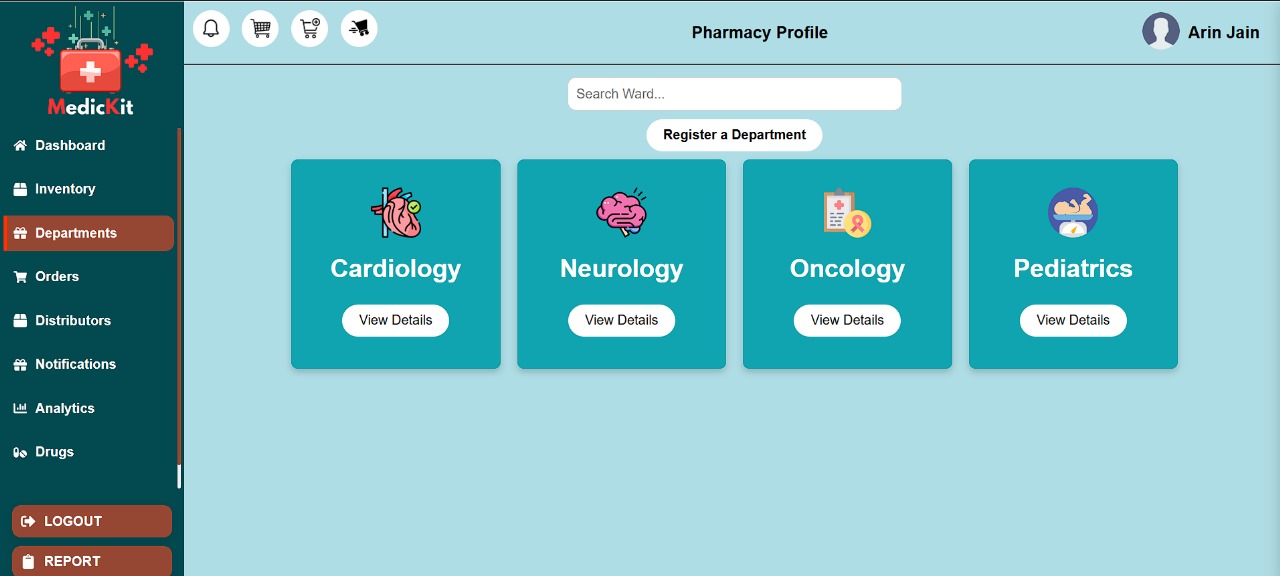 MedicKit
Dashboard
Inventory
Departments
Orders
Distributors
Notifications
Analytics
Drugs
LOGOUT
REPORT
Pharmacy Profile
Arin Jain
Search Ward...
Register a Department
Cardiology
View Details
Neurology
View Details
Oncology
View Details
Pediatrics
View Details